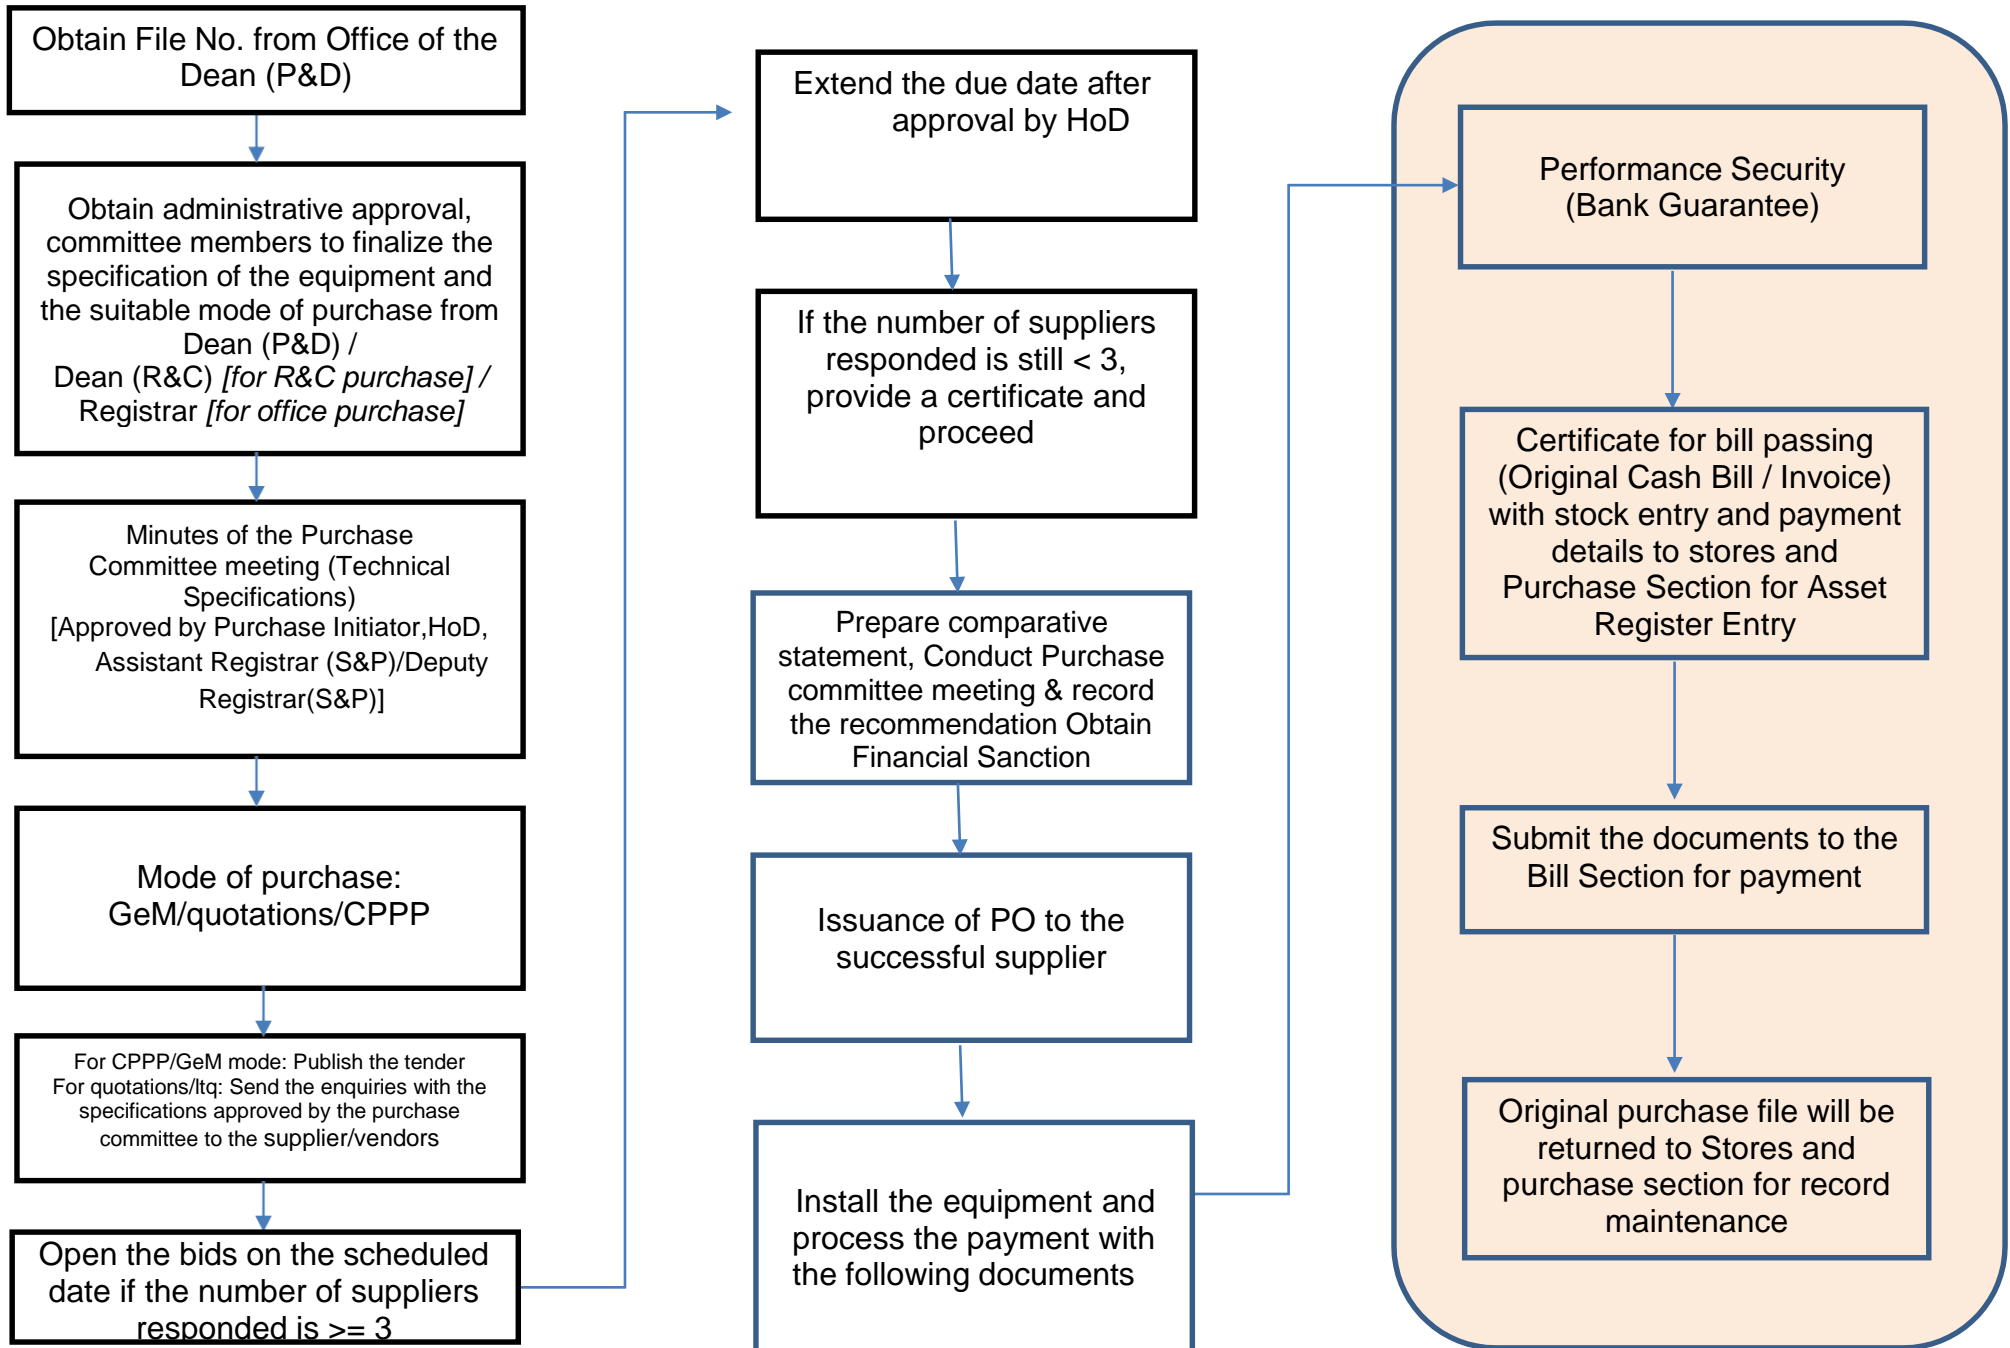 Obtain File No. from Office of the
Dean (P&D)
Obtain administrative approval,
committee members to finalize the
specification of the equipment and
the suitable mode of purchase from
Dean (P&D) /
Dean (R&C) [for R&C purchase] /
Registrar [for office purchase]
Minutes of the Purchase
Committee meeting (Technical
Specifications)
[Approved by Purchase Initiator,HoD,
Assistant Registrar (S&P)/Deputy
Registrar(S&P)]
Mode of purchase:
GeM/quotations/CPPP
For CPPP/GeM mode: Publish the tender
For quotations/ltq: Send the enquiries with the
specifications approved by the purchase
committee to the supplier/vendors
Open the bids on the scheduled
date if the number of suppliers
responded is >= 3
Extend the due date after
approval by HoD
If the number of suppliers
responded is still < 3,
provide a certificate and
proceed
Prepare comparative
statement, Conduct Purchase
committee meeting & record
the recommendation Obtain
Financial Sanction
Issuance of PO to the
successful supplier
Install the equipment and
process the payment with
the following documents
Performance Security
(Bank Guarantee)
Certificate for bill passing
(Original Cash Bill / Invoice)
with stock entry and payment
details to stores and
Purchase Section for Asset
Register Entry
Submit the documents to the
Bill Section for payment
Original purchase file will be
returned to Stores and
purchase section for record
maintenance